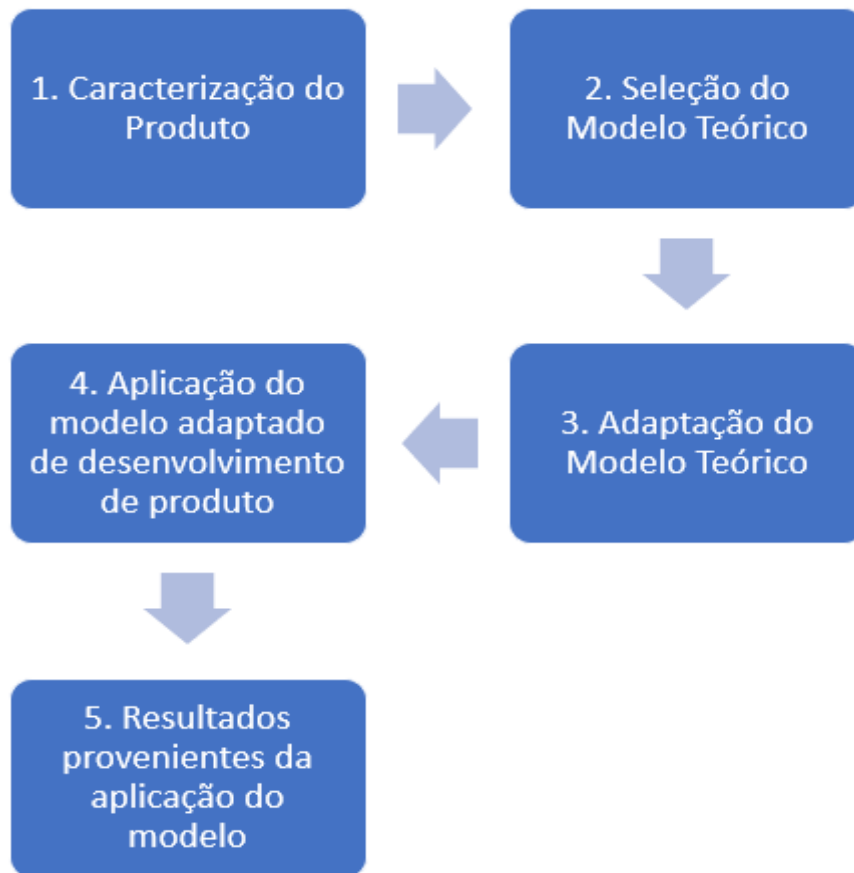 1. Caracterização do
Produto
2. Seleção do
Modelo Teórico
3. Adaptação do
Modelo Teórico
4. Aplicação do
modelo adaptado
de desenvolvimento
de produto
5. Resultados
provenientes da
aplicação do
modelo